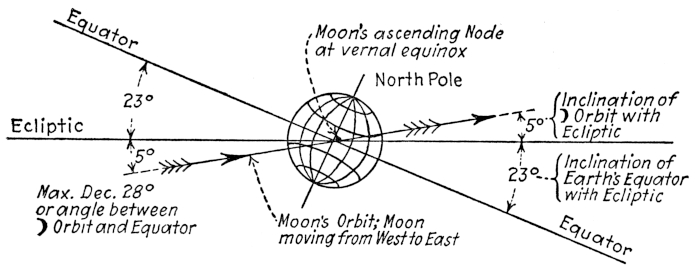 Equator
Moon's ascending Node
at vernal equinox
North Pole
23°
Ecliptic
5°
Inclination of
☽ Orbit with
Ecliptic
5°
Inclination of
Earth's Equator
with Ecliptic
23°
Max. Dec. 28°
or angle between
☽ Orbit and Equator
Moon's Orbit; Moon
moving from West to East
Equator